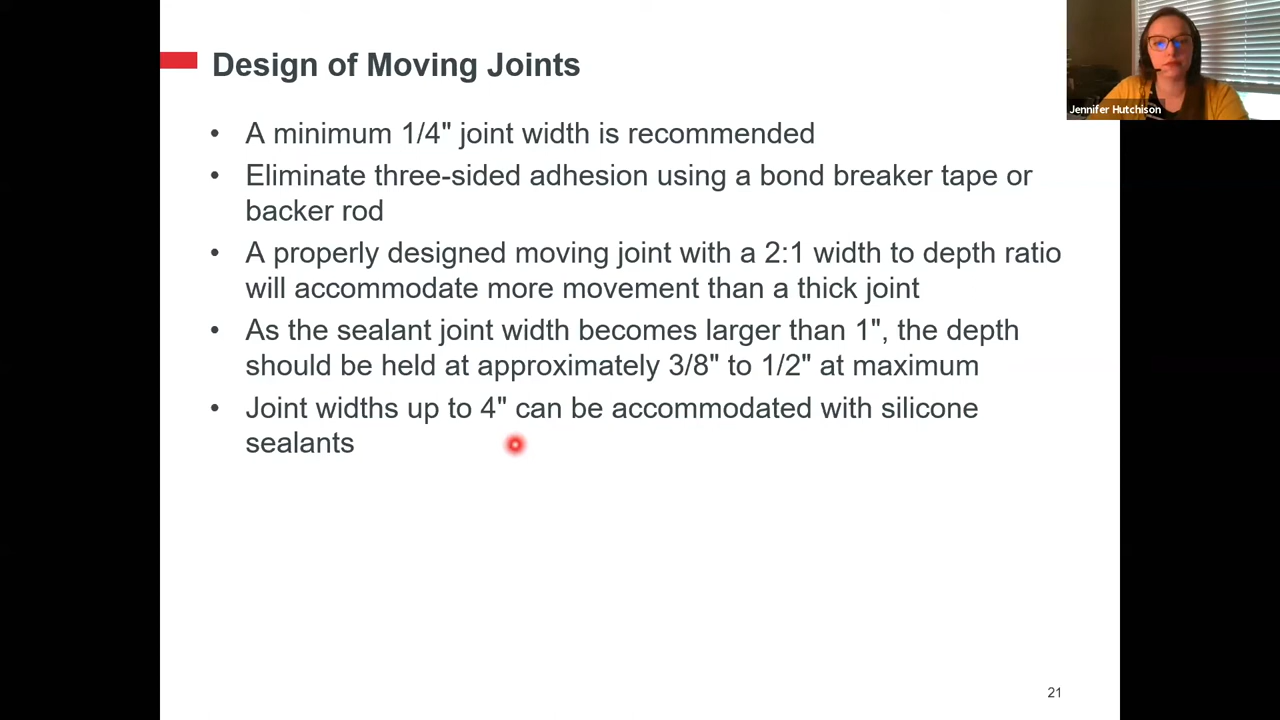 Design of Moving Joints
• A minimum 1/4" joint width is recommended
• Eliminate three-sided adhesion using a bond breaker tape or
backer rod
• A properly designed moving joint with a 2:1 width to depth ratio
will accommodate more movement than a thick joint
• As the sealant joint width becomes larger than 1", the depth
should be held at approximately 3/8" to 1/2" at maximum
• Joint widths up to 4" can be accommodated with silicone
sealants
21
Jennifer Hutchison